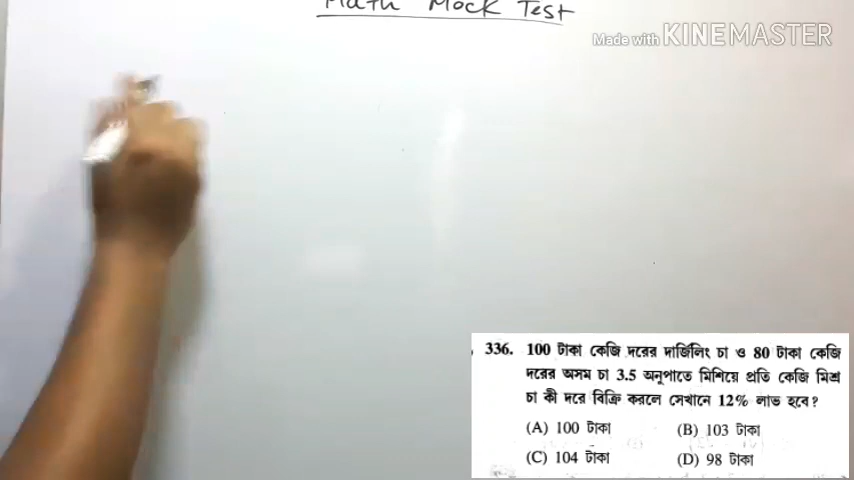 Math Mock Test
Made with KINEMASTER
336. 100 টাকা কেজি দরের দার্জিলিং চা ও 80 টাকা কেজি
দরের অসম চা 3.5 অনুপাতে মিশিয়ে প্রতি কেজি মিশ্র
চা কী দরে বিক্রি করলে সেখানে 12% লাভ হবে?
(A) 100 টাকা (B) 103 টাকা
(C) 104 টাকা (D) 98 টাকা